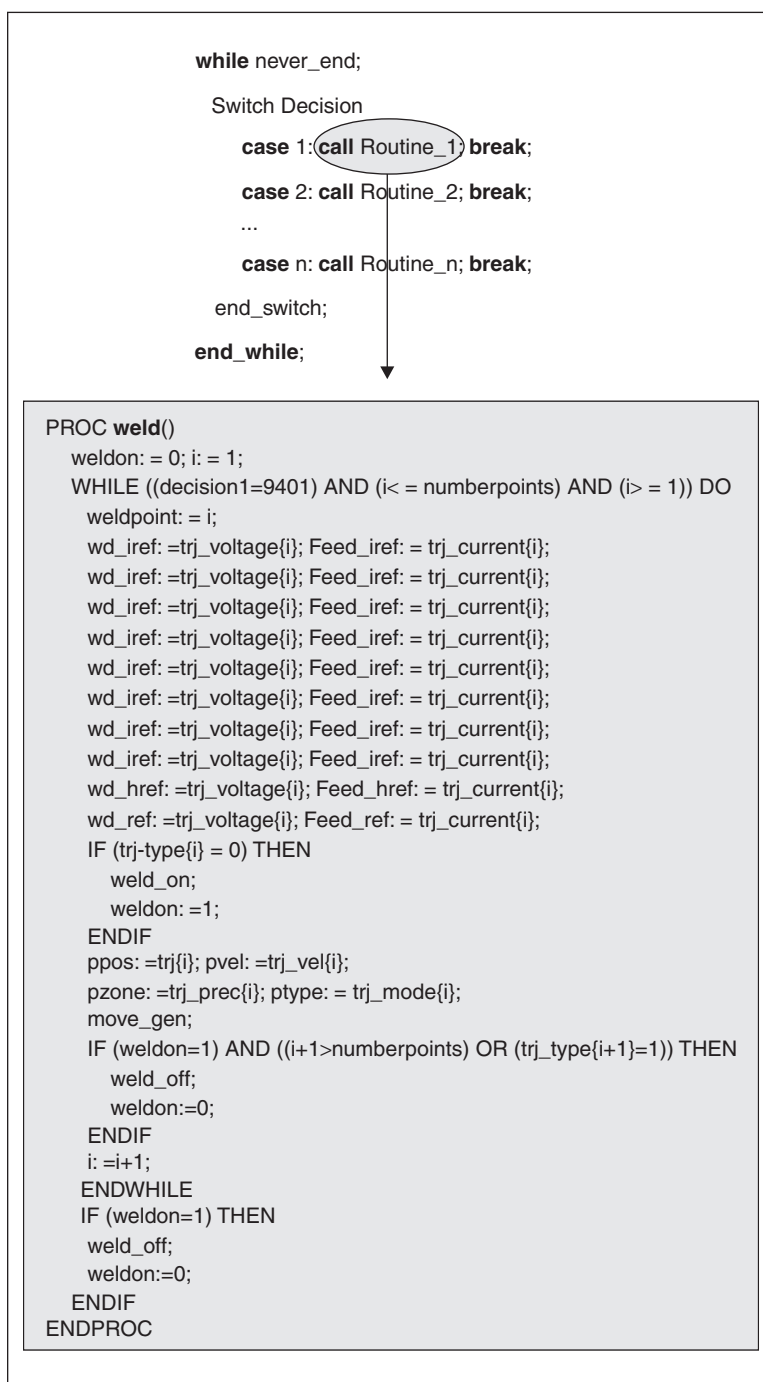 while never_end;
Switch Decision
case 1: call Routine_1; break;
case 2: call Routine_2; break;
...
case n: call Routine_n; break;
end_switch;
end_while;
PROC weld()
weldon: = 0; i: = 1;
WHILE ((decision1=9401) AND (i< = numberpoints) AND (i> = 1)) DO
weldpoint: = i;
wd_iref: =trj_voltage{i}; Feed_iref: = trj_current{i};
wd_iref: =trj_voltage{i}; Feed_iref: = trj_current{i};
wd_iref: =trj_voltage{i}; Feed_iref: = trj_current{i};
wd_iref: =trj_voltage{i}; Feed_iref: = trj_current{i};
wd_iref: =trj_voltage{i}; Feed_iref: = trj_current{i};
wd_iref: =trj_voltage{i}; Feed_iref: = trj_current{i};
wd_iref: =trj_voltage{i}; Feed_iref: = trj_current{i};
wd_iref: =trj_voltage{i}; Feed_iref: = trj_current{i};
wd_href: =trj_voltage{i}; Feed_href: = trj_current{i};
wd_ref: =trj_voltage{i}; Feed_ref: = trj_current{i};
IF (trj-type{i} = 0) THEN
weld_on;
weldon: =1;
ENDIF
ppos: =trj{i}; pvel: =trj_vel{i};
pzone: =trj_prec{i}; ptype: = trj_mode{i};
move_gen;
IF (weldon=1) AND ((i+1>numberpoints) OR (trj_type{i+1}=1)) THEN
weld_off;
weldon:=0;
ENDIF
i: =i+1;
ENDWHILE
IF (weldon=1) THEN
weld_off;
weldon:=0;
ENDIF
ENDPROC